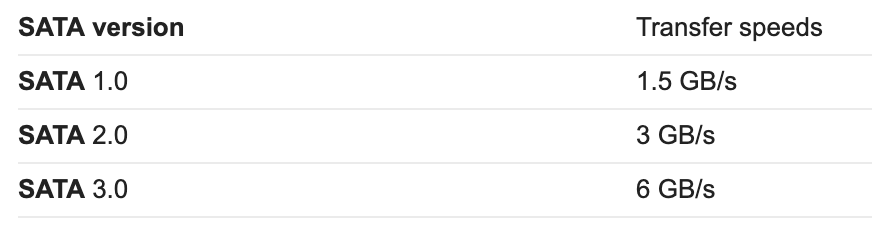 SATA version Transfer speeds
SATA 1.0 1.5 GB/s
SATA 2.0 3 GB/s
SATA 3.0 6 GB/s